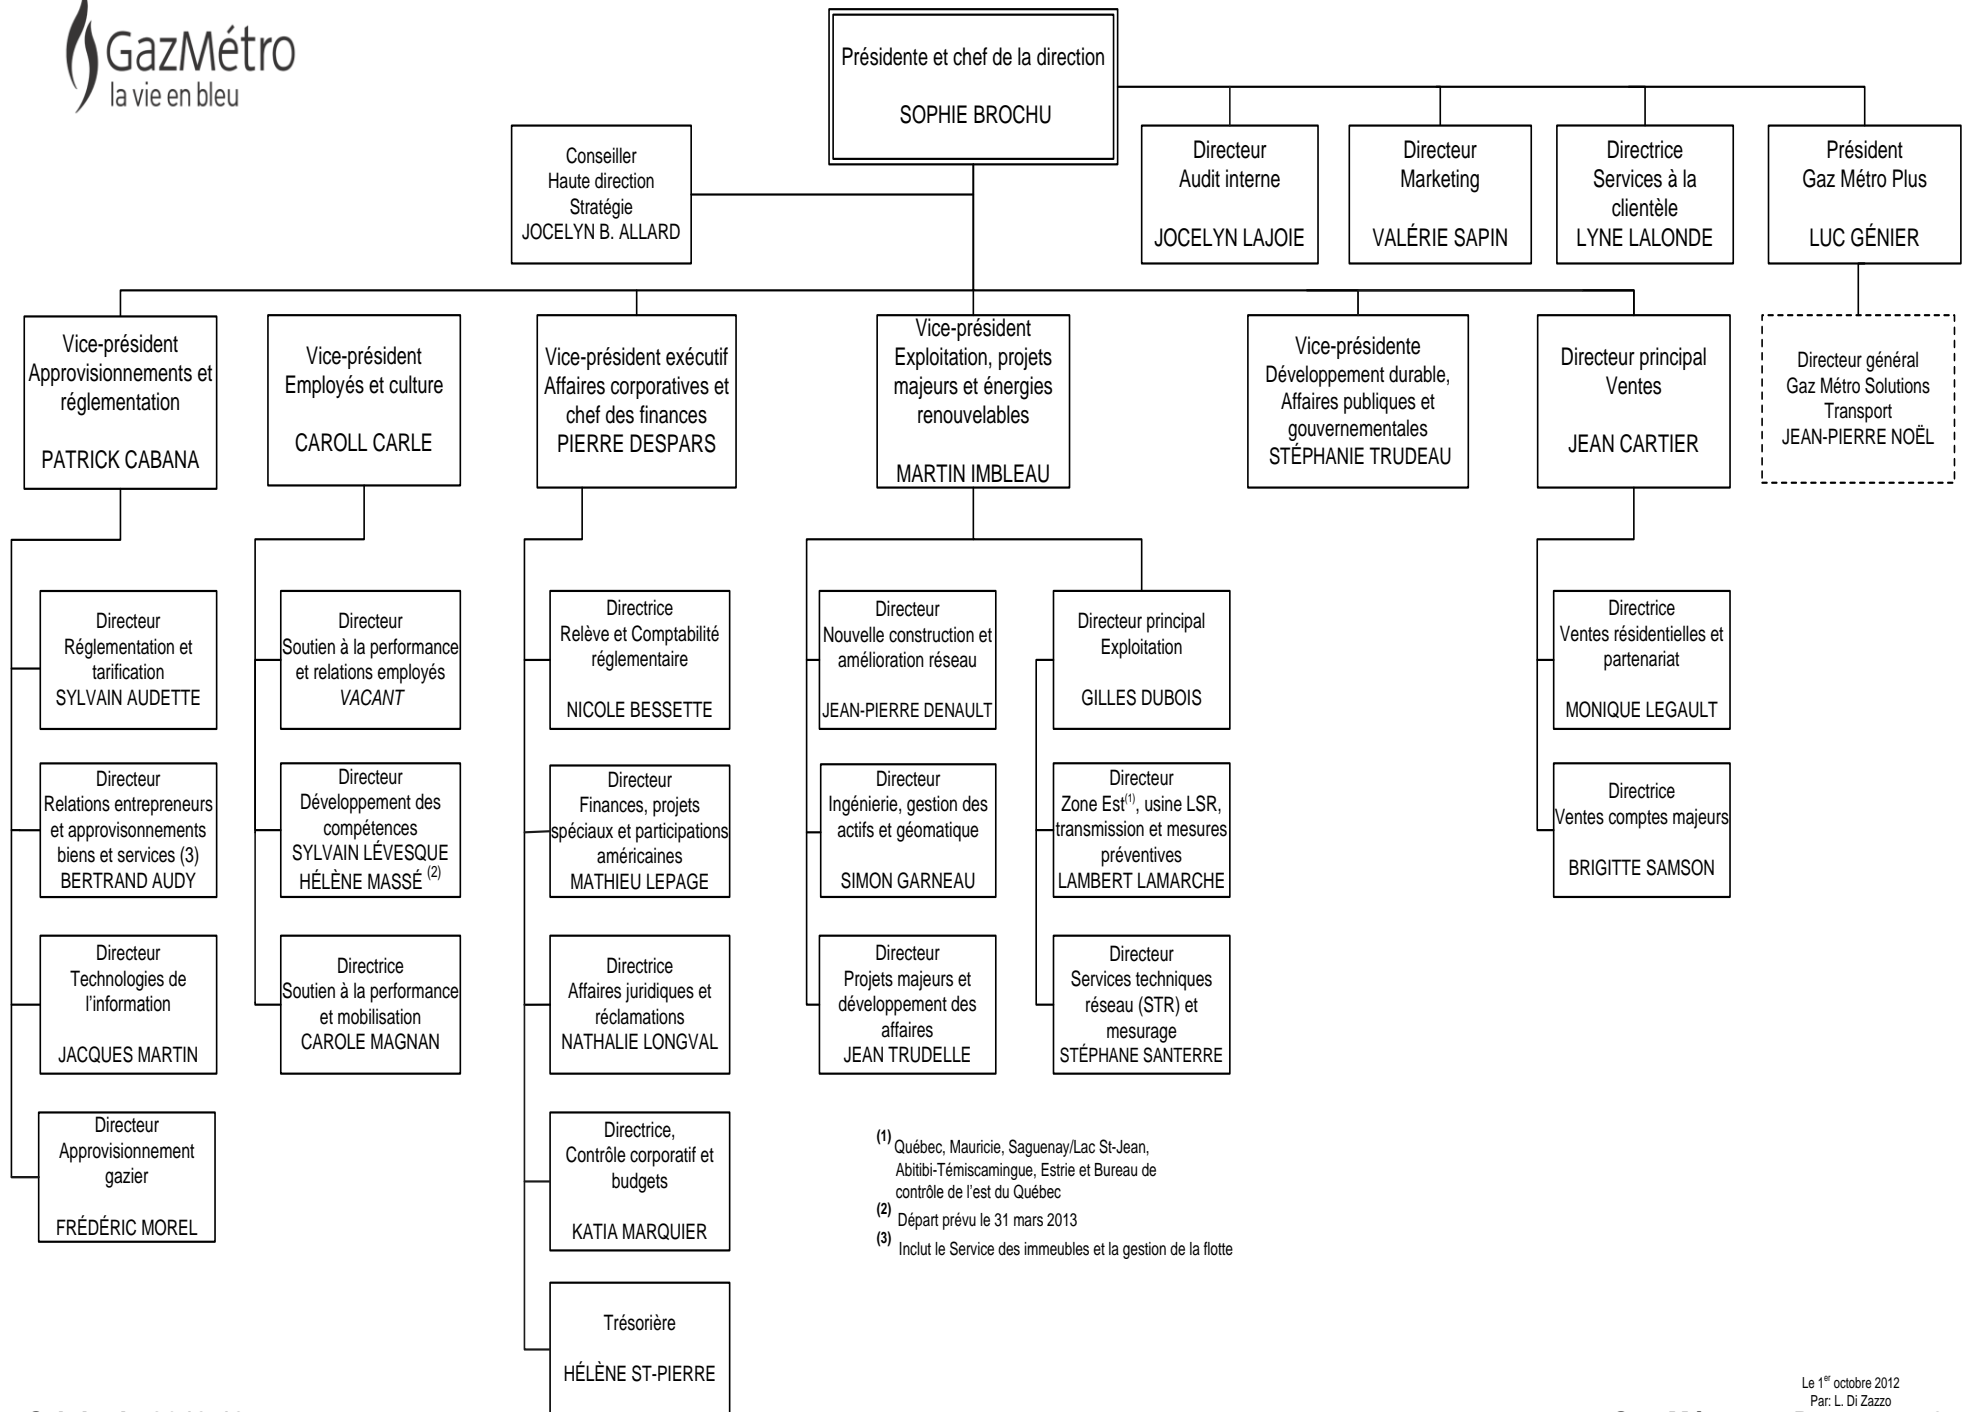 GazMétro
la vie en bleu
Présidente et chef de la direction
SOPHIE BROCHU
Conseiller
Haute direction
Stratégie
JOCELYN B. ALLARD
Directeur
Audit interne
JOCELYN LAJOIE
Directeur
Marketing
VALÉRIE SAPIN
Directrice
Services à la
clientèle
LYNE LALONDE
Président
Gaz Métro Plus
LUC GÉNIER
Vice-président
Approvisionnements et
réglementation
PATRICK CABANA
Vice-président
Employés et culture
CAROLL CARLE
Vice-président exécutif
Affaires corporatives et
chef des finances
PIERRE DESPARS
Vice-président
Exploitation, projets
majeurs et énergies
renouvelables
MARTIN IMBLEAU
Vice-présidente
Développement durable,
Affaires publiques et
gouvernementales
STÉPHANIE TRUDEAU
Directeur principal
Ventes
JEAN CARTIER
Directeur général
Gaz Métro Solutions
Transport
JEAN-PIERRE NOËL
Directeur
Réglementation et
tarification
SYLVAIN AUDETTE
Directeur
Soutien à la performance
et relations employés
VACANT
Directrice
Relève et Comptabilité
réglementaire
NICOLE BESSETTE
Directeur
Nouvelle construction et
amélioration réseau
JEAN-PIERRE DENAULT
Directeur principal
Exploitation
GILLES DUBOIS
Directrice
Ventes résidentielles et
partenariat
MONIQUE LEGAULT
Directeur
Relations entrepreneurs
et approvisonnements
biens et services (3)
BERTRAND AUDY
Directeur
Développement des
compétences
SYLVAIN LÉVESQUE
HÉLÈNE MASSÉ (2)
Directeur
Finances, projets
spéciaux et participations
américaines
MATHIEU LEPAGE
Directeur
Ingénierie, gestion des
actifs et géomatique
SIMON GARNEAU
Directeur
Zone Est(1), usine LSR,
transmission et mesures
préventives
LAMBERT LAMARCHE
Directrice
Ventes comptes majeurs
BRIGITTE SAMSON
Directeur
Technologies de
l'information
JACQUES MARTIN
Directrice
Soutien à la performance
et mobilisation
CAROLE MAGNAN
Directrice
Affaires juridiques et
réclamations
NATHALIE LONGVAL
Directeur
Projets majeurs et
développement des
affaires
JEAN TRUDELLE
Directeur
Services techniques
réseau (STR) et
mesurage
STÉPHANE SANTERRE
Directeur
Approvisionnement
gazier
FRÉDÉRIC MOREL
Directrice,
Contrôle corporatif et
budgets
KATIA MARQUIER
Trésorière
HÉLÈNE ST-PIERRE
(1) Québec, Mauricie, Saguenay/Lac St-Jean,
Abitibi-Témiscamingue, Estrie et Bureau de
contrôle de l'est du Québec
(2) Départ prévu le 31 mars 2013
(3) Inclut le Service des immeubles et la gestion de la flotte
Le 1er octobre 2012
Par: L. Di Zazzo